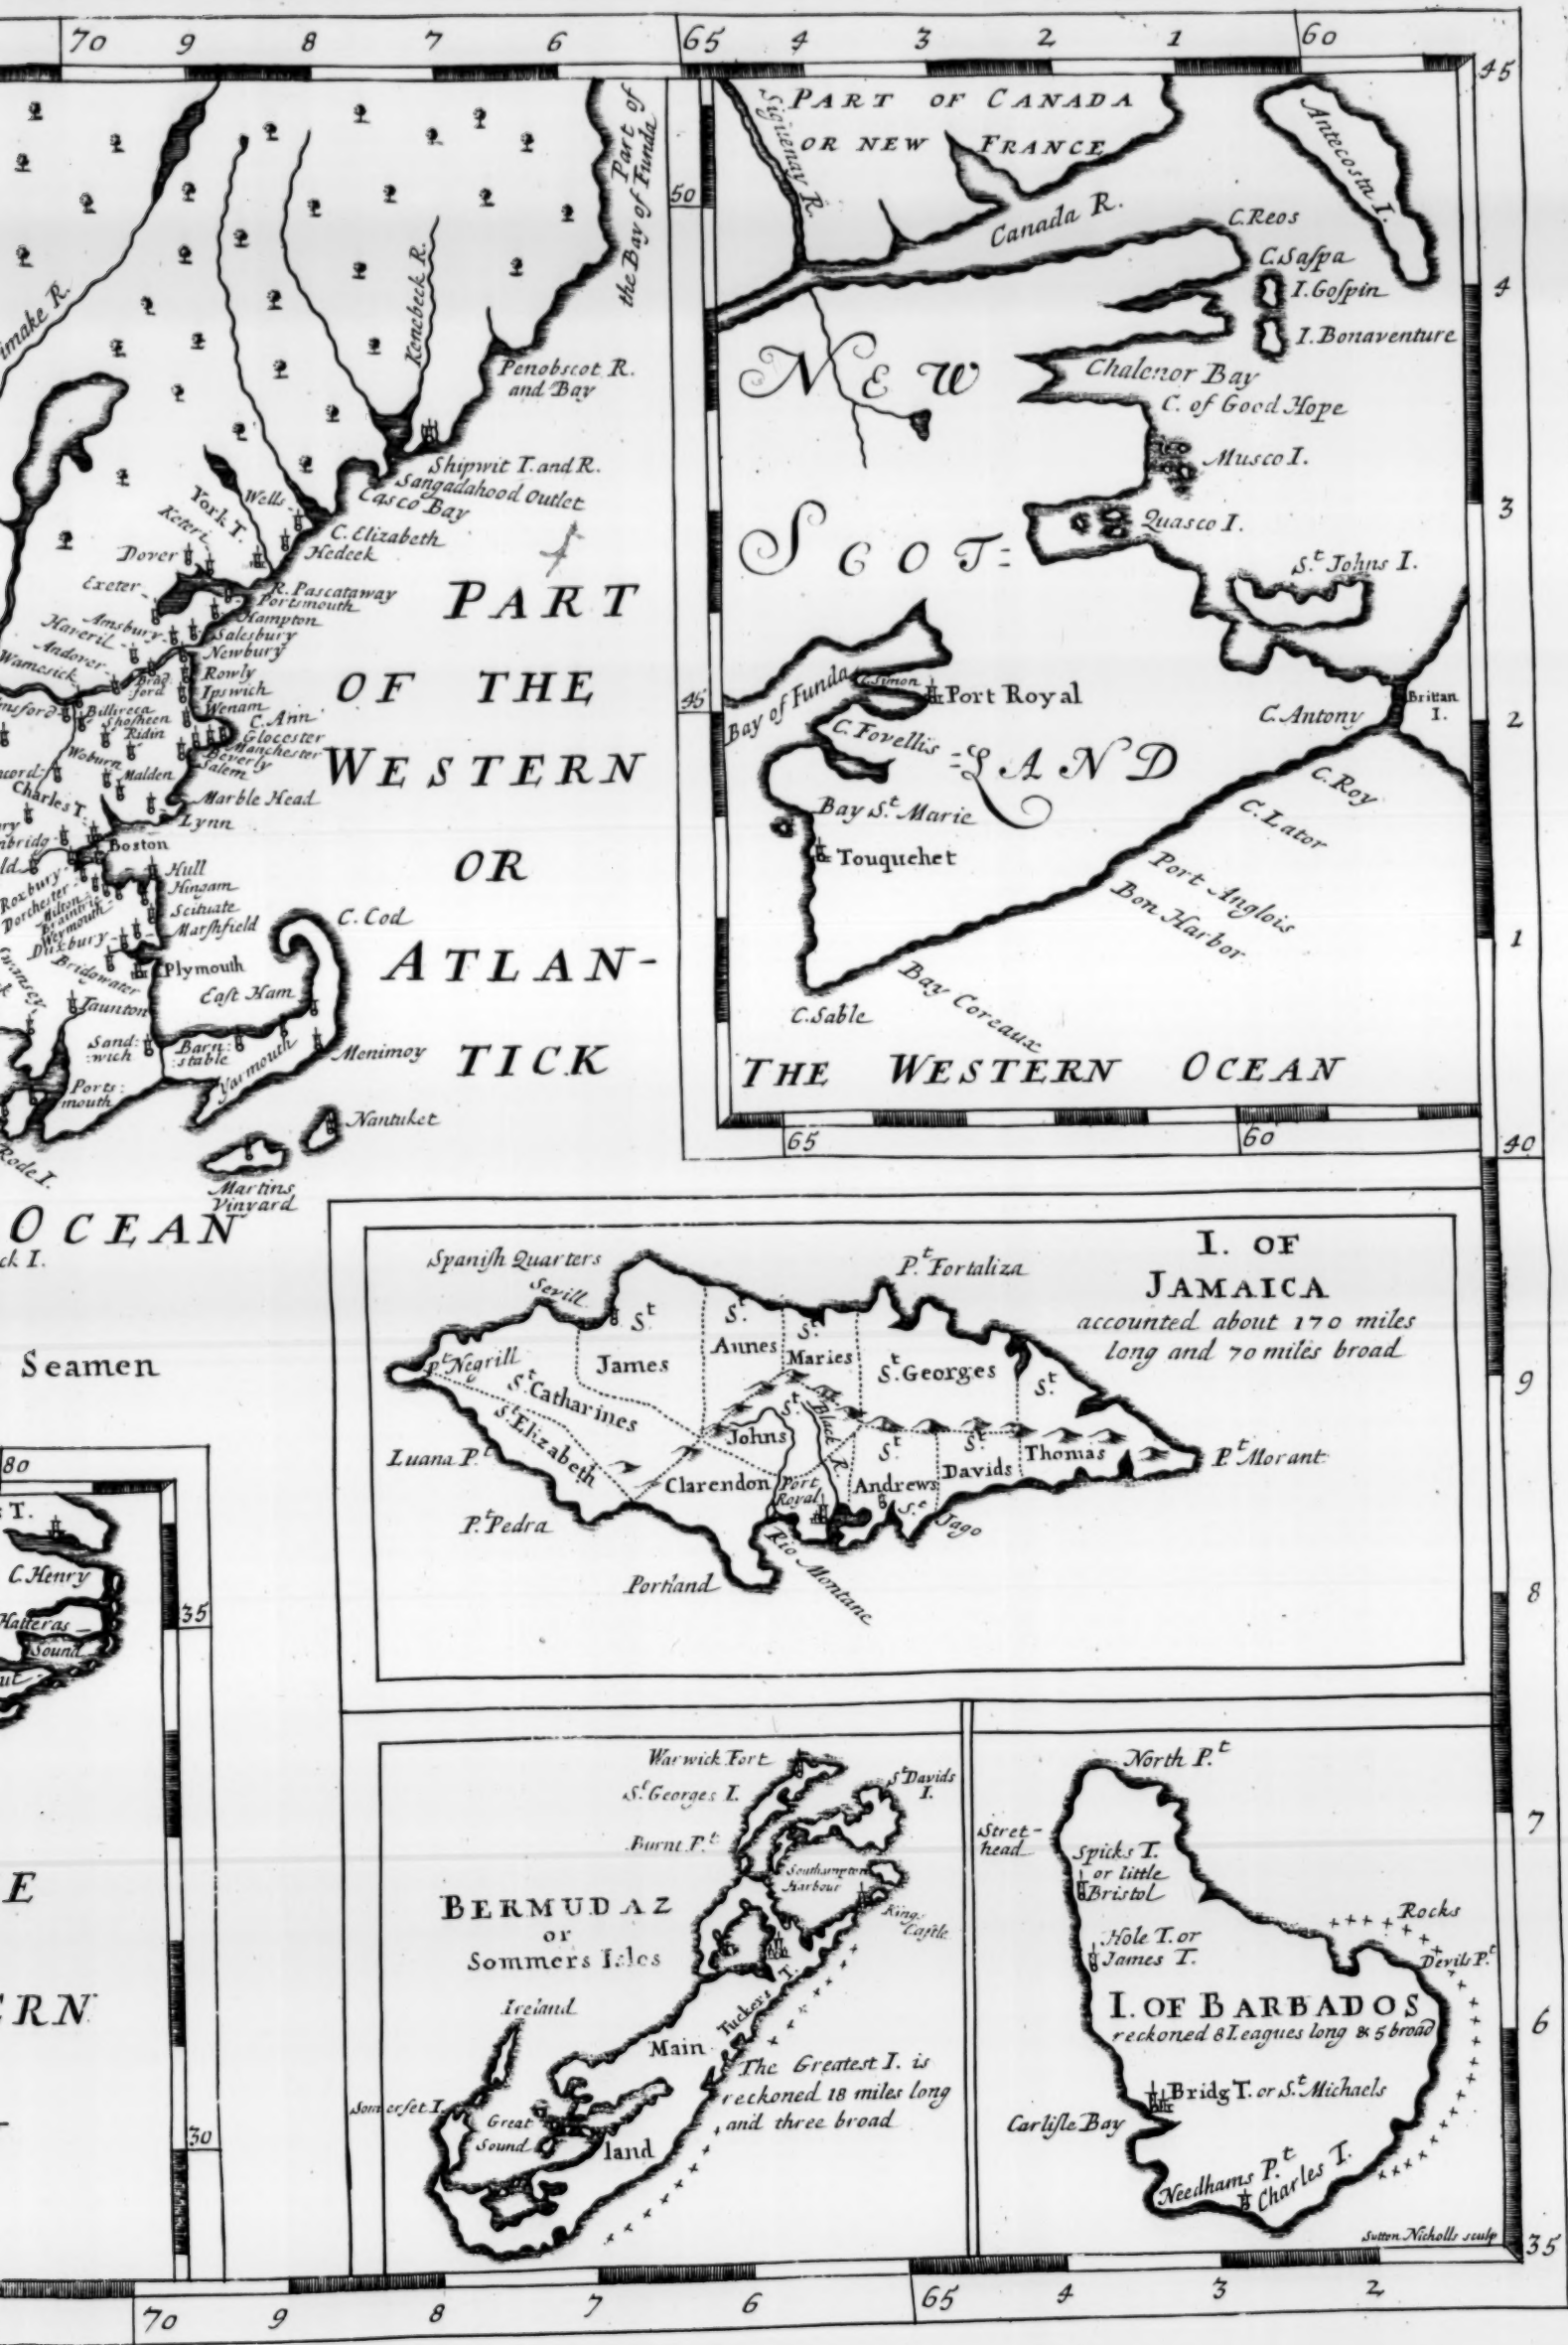 70 9 8 7 6 65 4 3 2 1 60
45
Part of
the Bay of Funda
Kenebeck R.
Penobscot R.
and Bay
Shipwit I. and R.
Sangadahood Outlet
Casco Bay
York T.
Wells
Keteri
C. Elizabeth
Hedeck
Dover
Exeter
R. Pascataway
Portsmouth
Hampton
Amsbury
Salesbury
Haveril
Newbury
Andover
Wamesick
Brad:
ford
Rowly
Ipswich
Wenam
Billireca
Shosheen
Ridin
C. Ann
Glocester
Manchester
Beverly
Salem
Woburn
Malden
Charles T.
Marble Head
Lynn
Boston
Hull
Hingam
Roxbury
Dorchester
Milton
Braintrie
Weymouth
Scituate
Marshfield
Duxbury
Bridgwater
Plymouth
Swansey
Taunton
C. Cod
East Ham
Sand:
wich
Barn:
stable
Yarmouth
Menimoy
Ports:
mouth
Nantuket
Rode I.
Martins
Vinyard
PART
OF THE
WESTERN
OR
ATLAN-
TICK
OCEAN
ck I.
PART OF CANADA
OR NEW FRANCE
Siguenay R.
Antecosta I.
50
Canada R.
C. Reos
C. Saſpa
I. Goſpin
I. Bonaventure
4
NEW
Chalenor Bay
C. of Good Hope
Musco I.
3
SCOT=
Quasco I.
St Johns I.
45
Bay of Funda
C. Simon
Port Royal
C. Fovellis
=LAND
C. Antony
Brittan
I.
2
C. Roy
C. Lator
Bay St. Marie
Touquchet
Port Anglois
Bon Harbor
1
Bay Coreaux
C. Sable
THE WESTERN OCEAN
65 60
40
Seamen
I. OF
JAMAICA
accounted about 170 miles
long and 70 miles broad
Spaniſh Quarters
Sevill
Pt. Fortaliza
Pt Negrill
St
James
St
Annes
St
Maries
St. Georges
St
Thomas
St Catharines
St Elizabeth
St
Johns
Black R.
Clarendon
Port
Royal
St
Andrews
St
Davids
Pt Morant
Luana Pt
Pt. Pedra
Portland
Rio Montane
Jago
9
8
80
T.
C. Henry
35
Hatteras
Sound
30
E
ERN
BERMUDAZ
or
Sommers Isles
Warwick Fort
St. Georges I.
St Davids
I.
Burnt Pt
Southampton
Harbour
Kings
Caſtle
Ireland
Tuckers T.
Main
land
Somerſet I.
Great
Sound
The Greatest I. is
reckoned 18 miles long
and three broad
North Pt
Stret-
head
Spicks T.
or little
Bristol
Hole T. or
James T.
Rocks
Devils Pt
I. OF BARBADOS
reckoned 8 Leagues long & 5 broad
Bridg T. or St Michaels
Carliſle Bay
Needhams Pt
Charles T.
Sutton Nicholls sculp
7
6
35
70 9 8 7 6 65 4 3 2